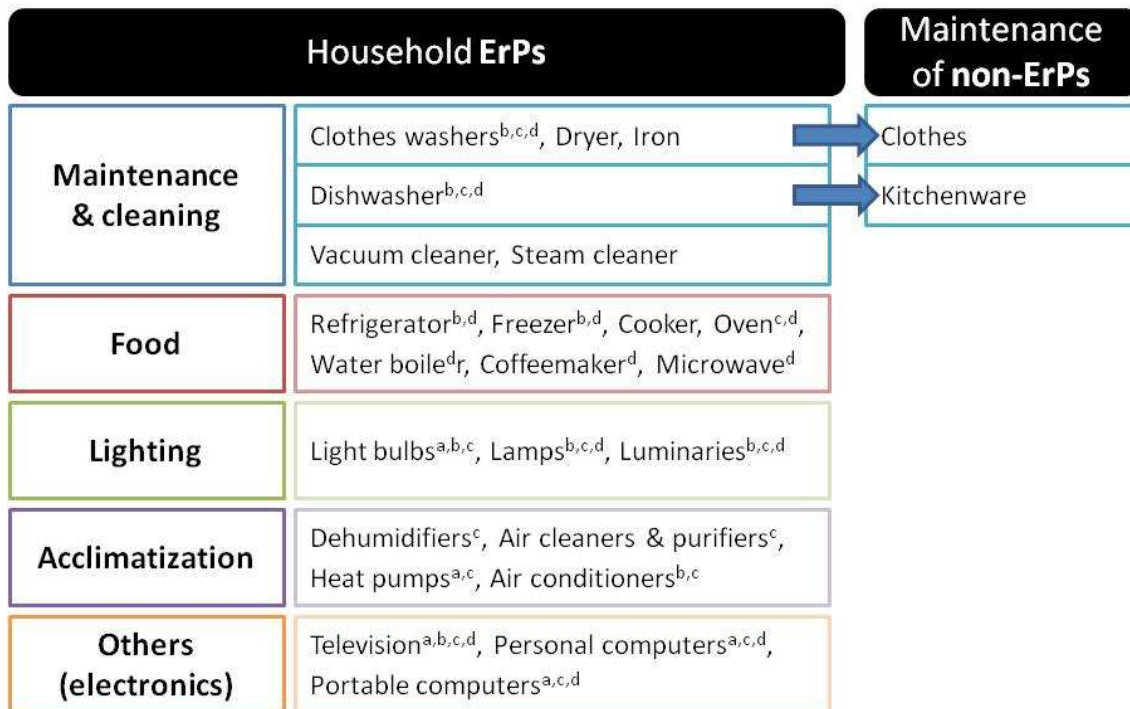 Household ErPs
Maintenance
of non-ErPs
Maintenance
& cleaning
Clothes washersᵇ,ᶜ,ᵈ, Dryer, Iron
Clothes
Dishwasherᵇ,ᶜ,ᵈ
Kitchenware
Vacuum cleaner, Steam cleaner
Food
Refrigeratorᵇ,ᵈ, Freezerᵇ,ᵈ, Cooker, Ovenᶜ,ᵈ,
Water boileᵈr, Coffeemakerᵈ, Microwaveᵈ
Lighting
Light bulbsᵃ,ᵇ,ᶜ, Lampsᵇ,ᶜ,ᵈ, Luminariesᵇ,ᶜ,ᵈ
Acclimatization
Dehumidifiersᶜ, Air cleaners & purifiersᶜ,
Heat pumpsᵃ,ᶜ, Air conditionersᵇ,ᶜ
Others
(electronics)
Televisionᵃ,ᵇ,ᶜ,ᵈ, Personal computersᵃ,ᶜ,ᵈ,
Portable computersᵃ,ᶜ,ᵈ